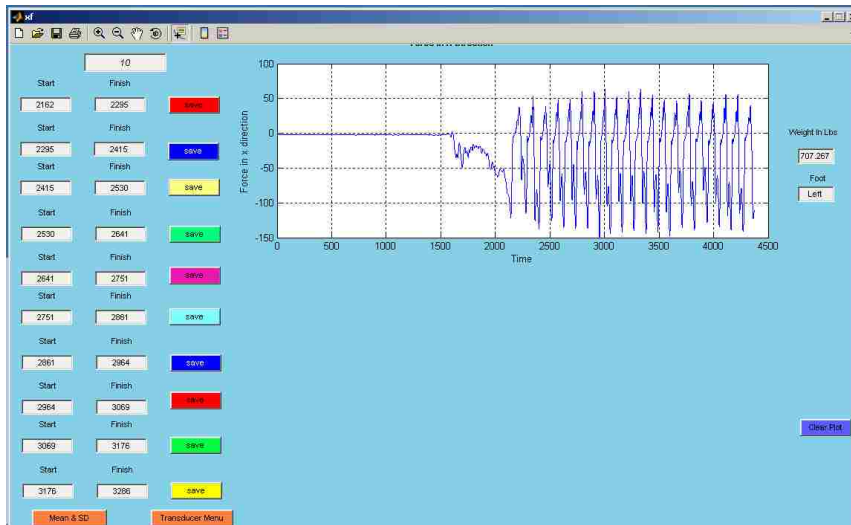 xf
10
Start Finish
2162 2295 save
Start Finish
2295 2415 save
Start Finish
2415 2530 save
Start Finish
2530 2641 save
Start Finish
2641 2751 save
Start Finish
2751 2881 save
Start Finish
2861 2964 save
Start Finish
2964 3069 save
Start Finish
3069 3176 save
Start Finish
3176 3286 save
Mean & SD Transducer Menu
Force in x direction
100
50
0
-50
-100
-150
0 500 1000 1500 2000 2500 3000 3500 4000 4500
Time
Weight In Lbs
707.267
Foot
Left
Clear Plot